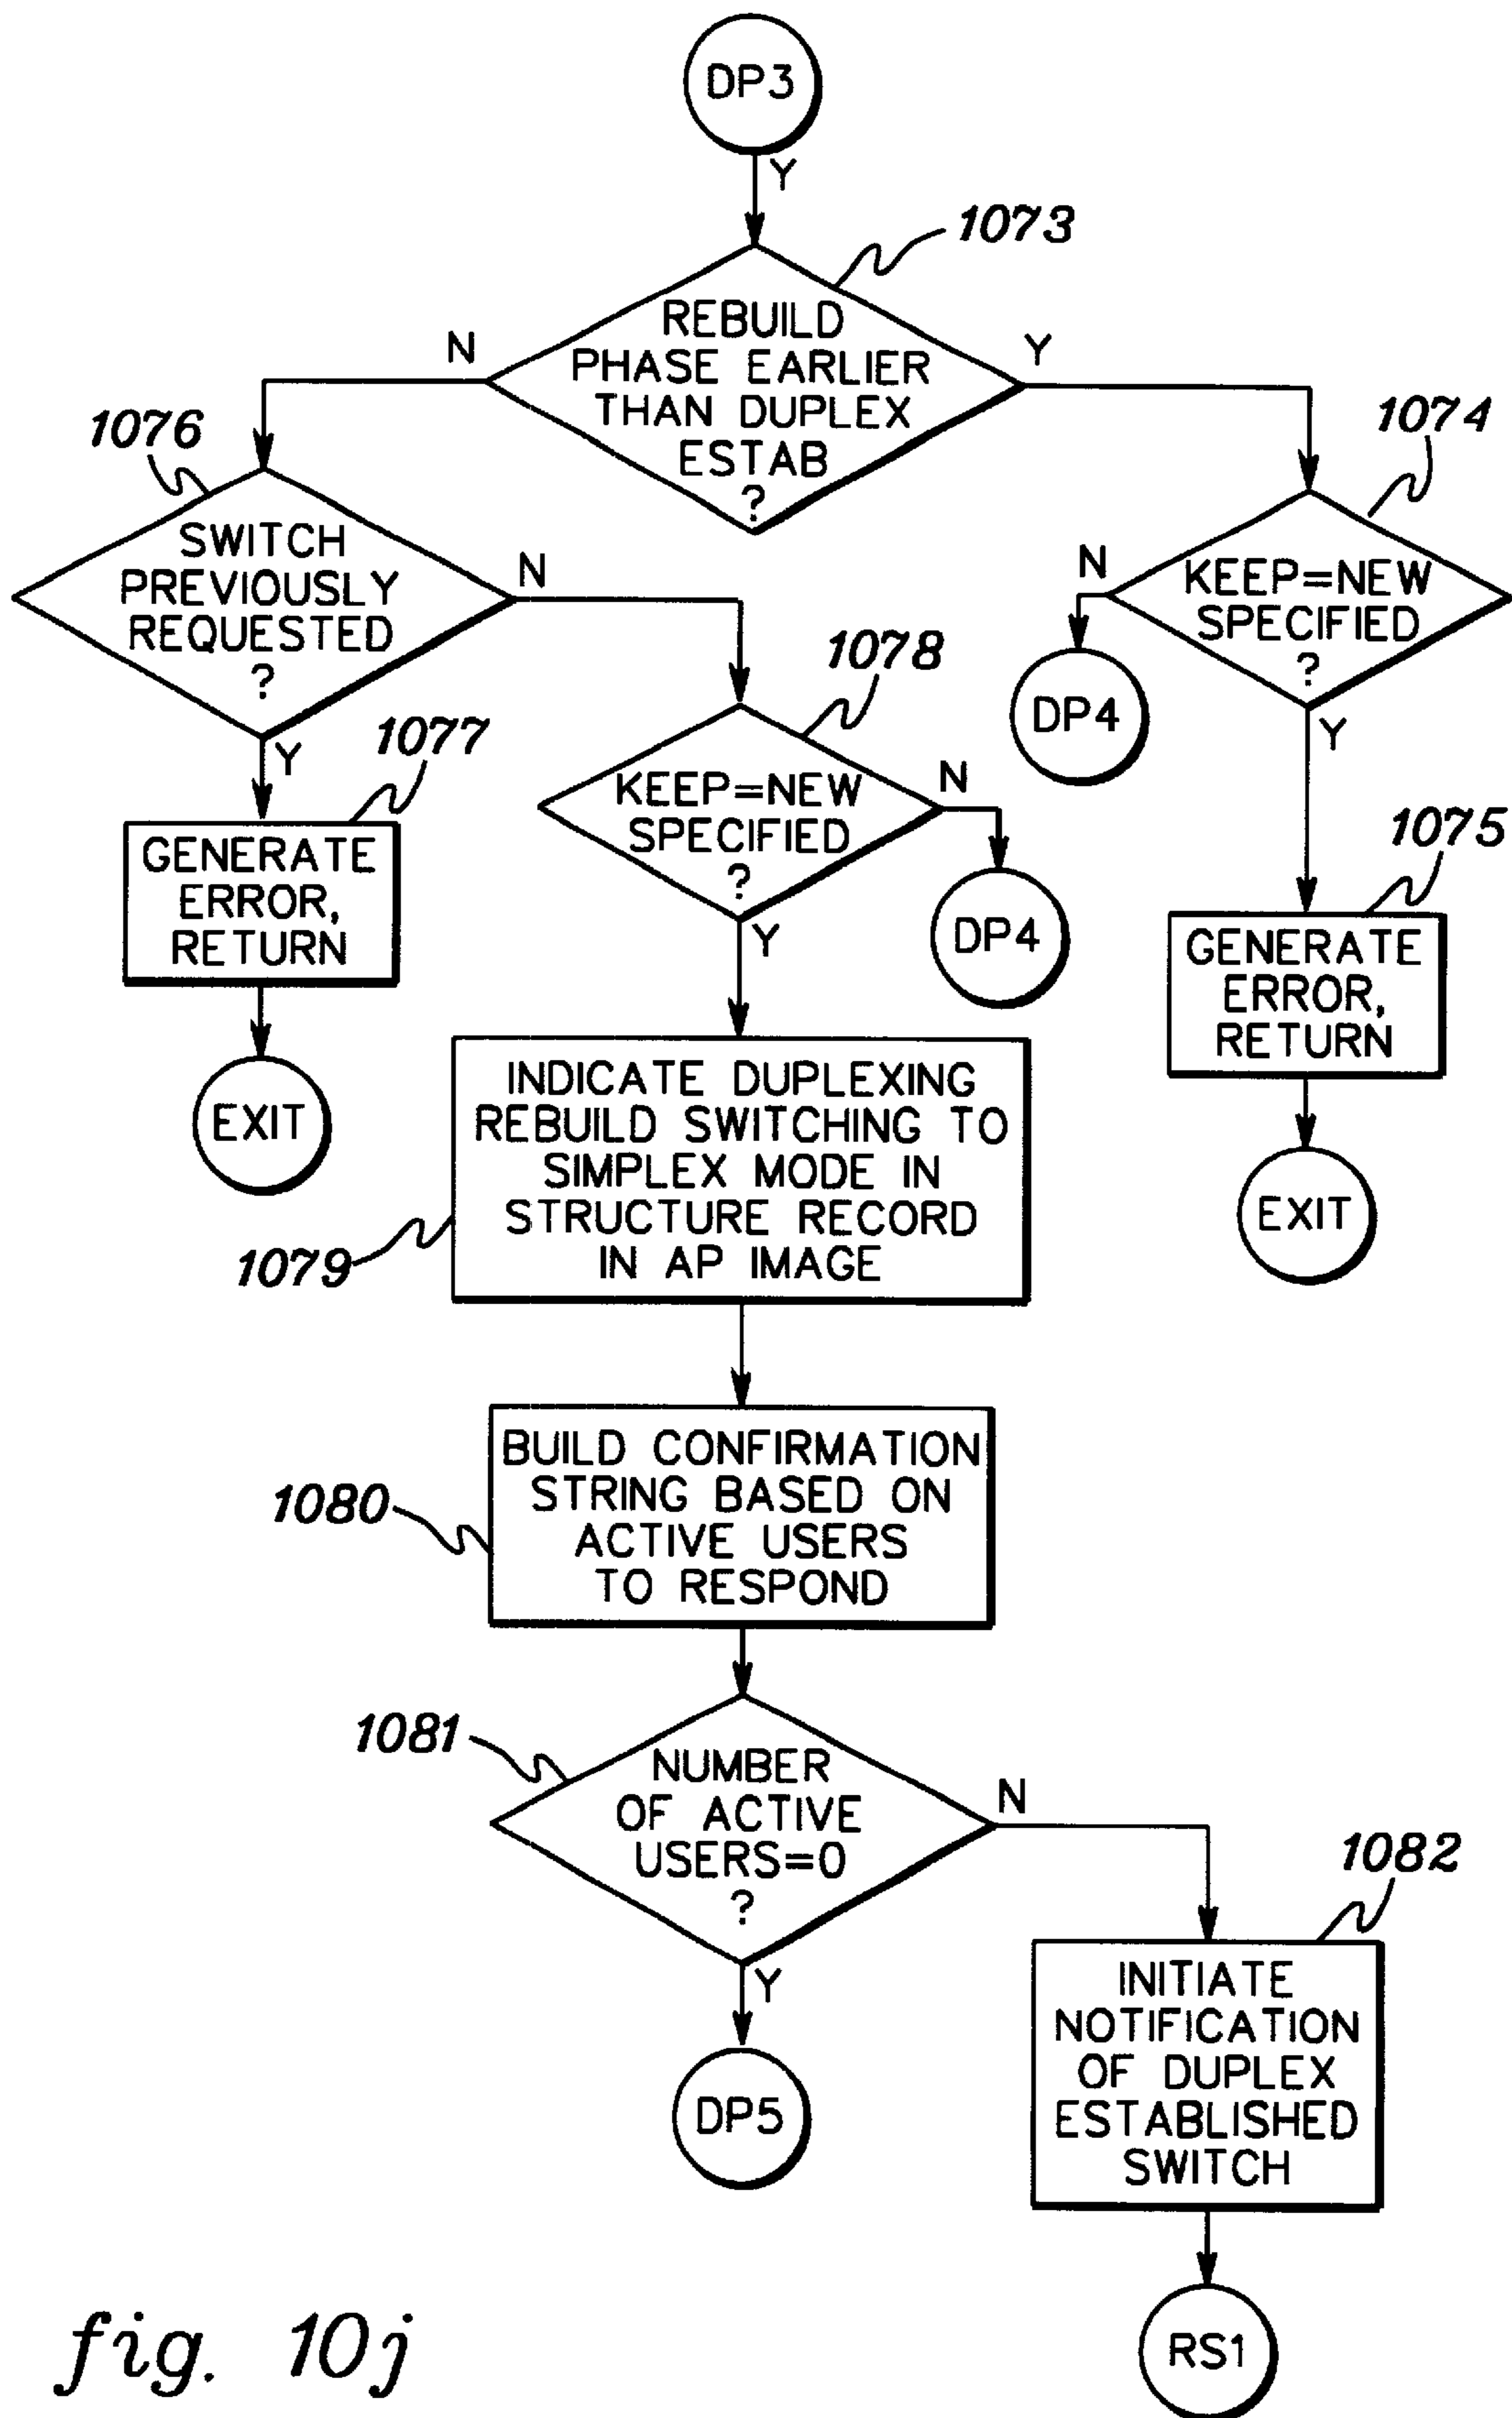 DP3
Y
1073
REBUILD
PHASE EARLIER
THAN DUPLEX
ESTAB
?
N
Y
1076
SWITCH
PREVIOUSLY
REQUESTED
?
N
Y
1074
KEEP=NEW
SPECIFIED
?
N
Y
DP4
1077
GENERATE
ERROR,
RETURN
EXIT
1078
KEEP=NEW
SPECIFIED
?
N
Y
DP4
1075
GENERATE
ERROR,
RETURN
EXIT
INDICATE DUPLEXING
REBUILD SWITCHING TO
SIMPLEX MODE IN
STRUCTURE RECORD
IN AP IMAGE
1079
BUILD CONFIRMATION
STRING BASED ON
ACTIVE USERS
TO RESPOND
1080
1081
NUMBER
OF ACTIVE
USERS=0
?
N
Y
DP5
1082
INITIATE
NOTIFICATION
OF DUPLEX
ESTABLISHED
SWITCH
RS1
fig. 10j